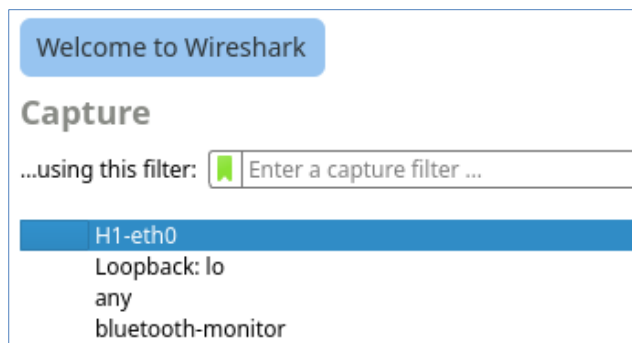 Welcome to Wireshark
Capture
...using this filter: Enter a capture filter ...
H1-eth0
Loopback: lo
any
bluetooth-monitor